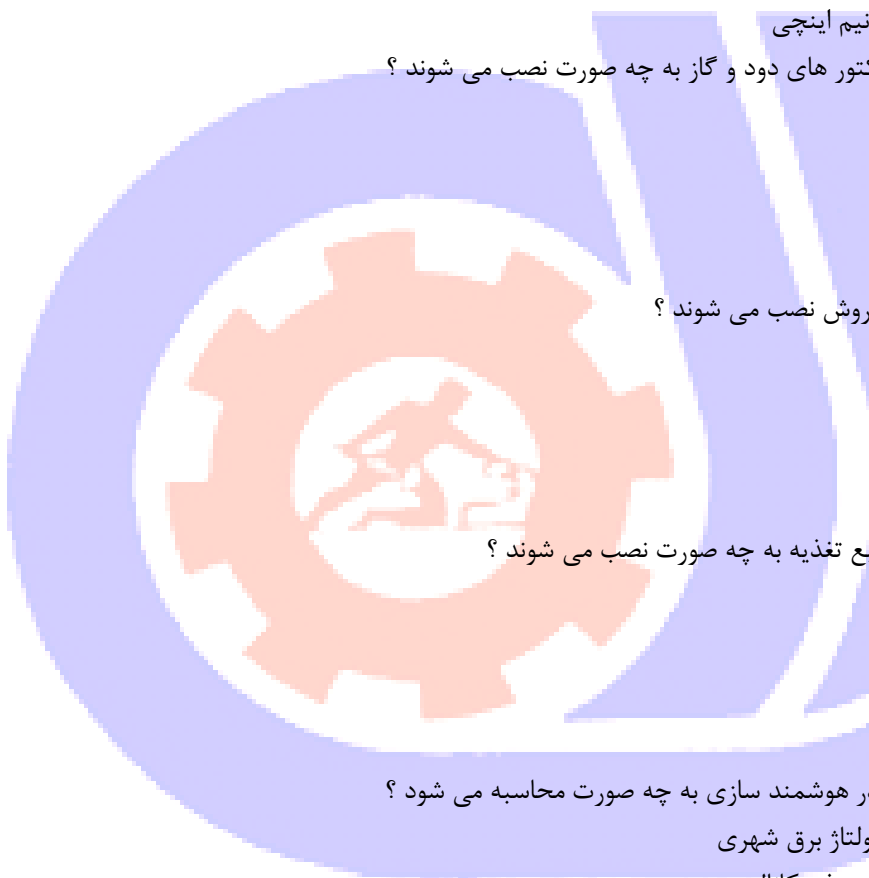 نیم اینچی
های دود و گاز به چه صورت نصب می شوند ؟
روش نصب می شوند ؟
تغذیه به چه صورت نصب می شوند ؟
هوشمند سازی به چه صورت محاسبه می شود ؟
ولتاژ برق شهری